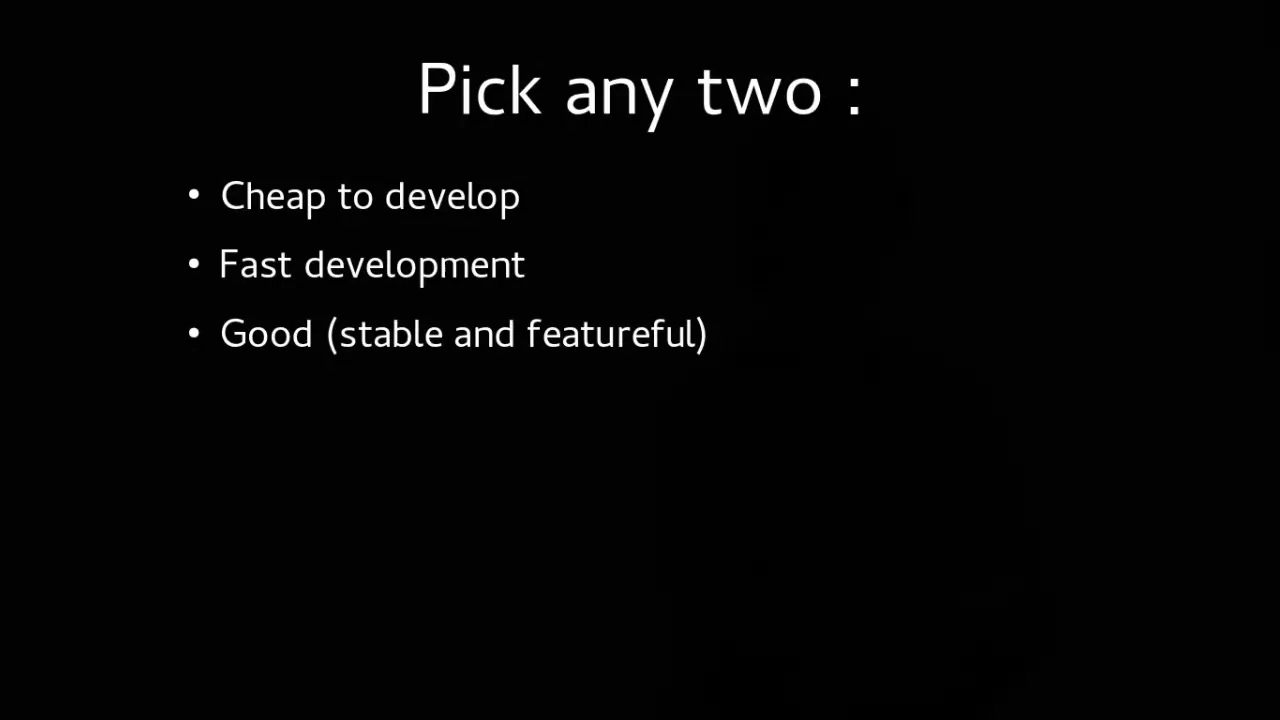 Pick any two :
• Cheap to develop
• Fast development
• Good (stable and featureful)